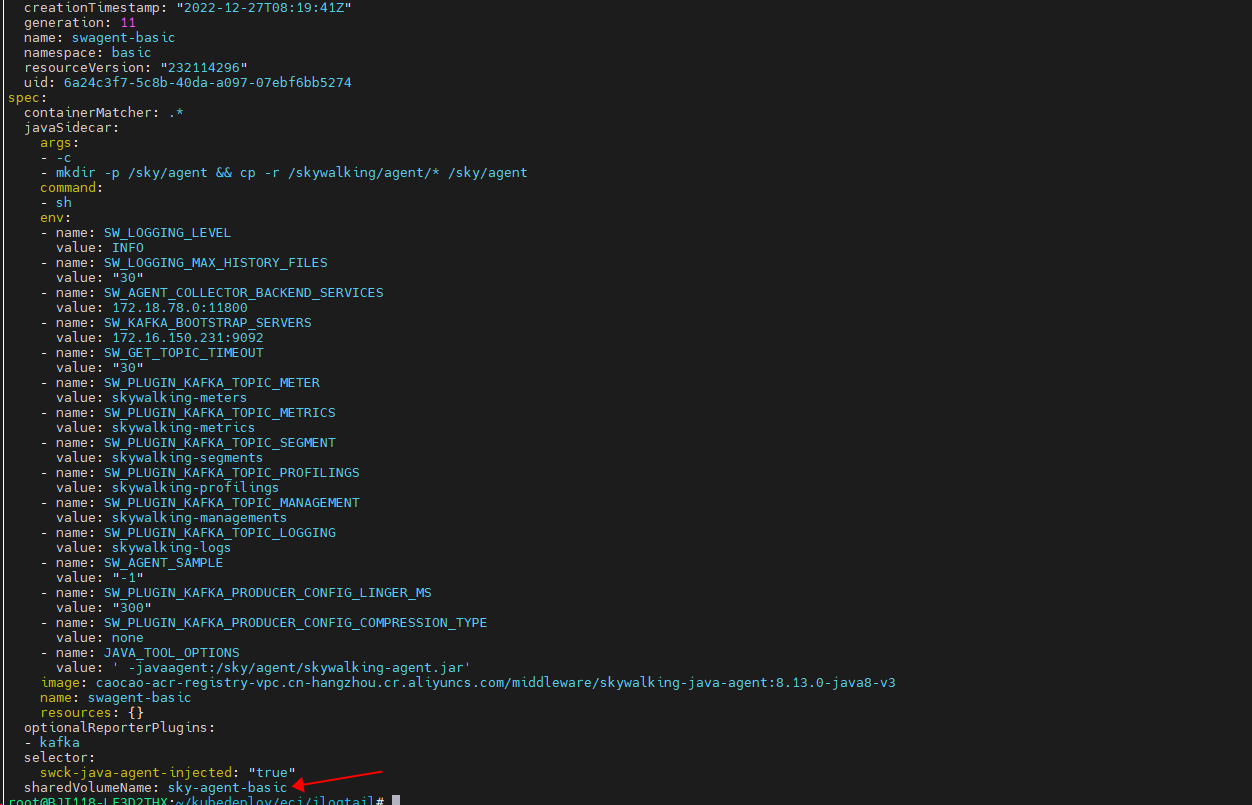 creationTimestamp: "2022-12-27T08:19:41Z"
  generation: 11
  name: swagent-basic
  namespace: basic
  resourceVersion: "232114296"
  uid: 6a24c3f7-5c8b-40da-a097-07ebf6bb5274
spec:
  containerMatcher: .*
  javaSidecar:
    args:
    - -c
    - mkdir -p /sky/agent && cp -r /skywalking/agent/* /sky/agent
    command:
    - sh
    env:
    - name: SW_LOGGING_LEVEL
      value: INFO
    - name: SW_LOGGING_MAX_HISTORY_FILES
      value: "30"
    - name: SW_AGENT_COLLECTOR_BACKEND_SERVICES
      value: 172.18.78.0:11800
    - name: SW_KAFKA_BOOTSTRAP_SERVERS
      value: 172.16.150.231:9092
    - name: SW_GET_TOPIC_TIMEOUT
      value: "30"
    - name: SW_PLUGIN_KAFKA_TOPIC_METER
      value: skywalking-meters
    - name: SW_PLUGIN_KAFKA_TOPIC_METRICS
      value: skywalking-metrics
    - name: SW_PLUGIN_KAFKA_TOPIC_SEGMENT
      value: skywalking-segments
    - name: SW_PLUGIN_KAFKA_TOPIC_PROFILINGS
      value: skywalking-profilings
    - name: SW_PLUGIN_KAFKA_TOPIC_MANAGEMENT
      value: skywalking-managements
    - name: SW_PLUGIN_KAFKA_TOPIC_LOGGING
      value: skywalking-logs
    - name: SW_AGENT_SAMPLE
      value: "-1"
    - name: SW_PLUGIN_KAFKA_PRODUCER_CONFIG_LINGER_MS
      value: "300"
    - name: SW_PLUGIN_KAFKA_PRODUCER_CONFIG_COMPRESSION_TYPE
      value: none
    - name: JAVA_TOOL_OPTIONS
      value: ' -javaagent:/sky/agent/skywalking-agent.jar'
    image: caocao-acr-registry-vpc.cn-hangzhou.cr.aliyuncs.com/middleware/skywalking-java-agent:8.13.0-java8-v3
    name: swagent-basic
    resources: {}
  optionalReporterPlugins:
  - kafka
  selector:
    swck-java-agent-injected: "true"
  sharedVolumeName: sky-agent-basic
root@BJI118-LF3D2THX:~/kubedeploy/eci/ilogtail#